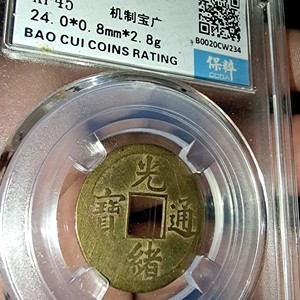 XF45 机制宝广
24.0*0.8mm*2.8g
BAO CUI COINS RATING
B0020CW234
保粹
光
寶 通
緒